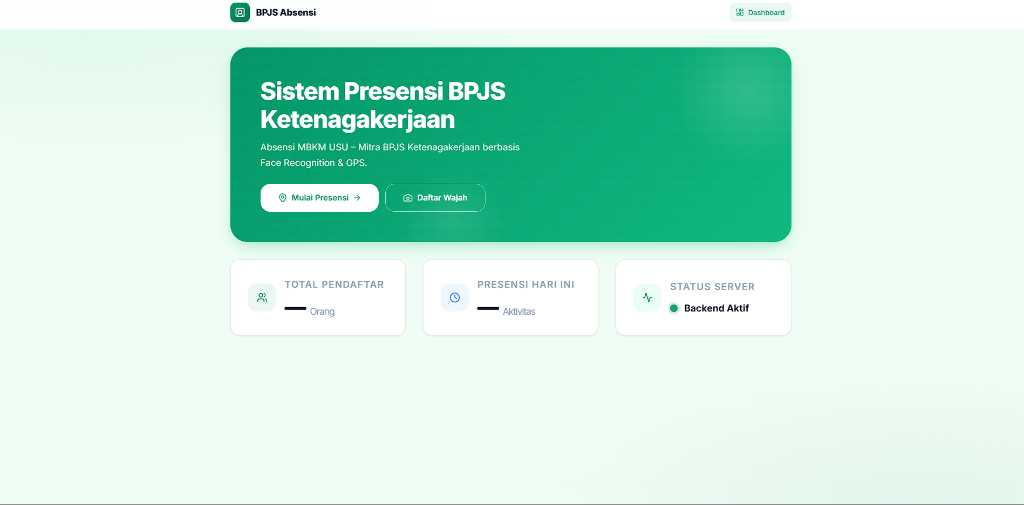 BPJS Absensi
Dashboard
Sistem Presensi BPJS
Ketenagakerjaan
Absensi MBKM USU – Mitra BPJS Ketenagakerjaan berbasis
Face Recognition & GPS.
Mulai Presensi →
Daftar Wajah
TOTAL PENDAFTAR
— Orang
PRESENSI HARI INI
— Aktivitas
STATUS SERVER
Backend Aktif